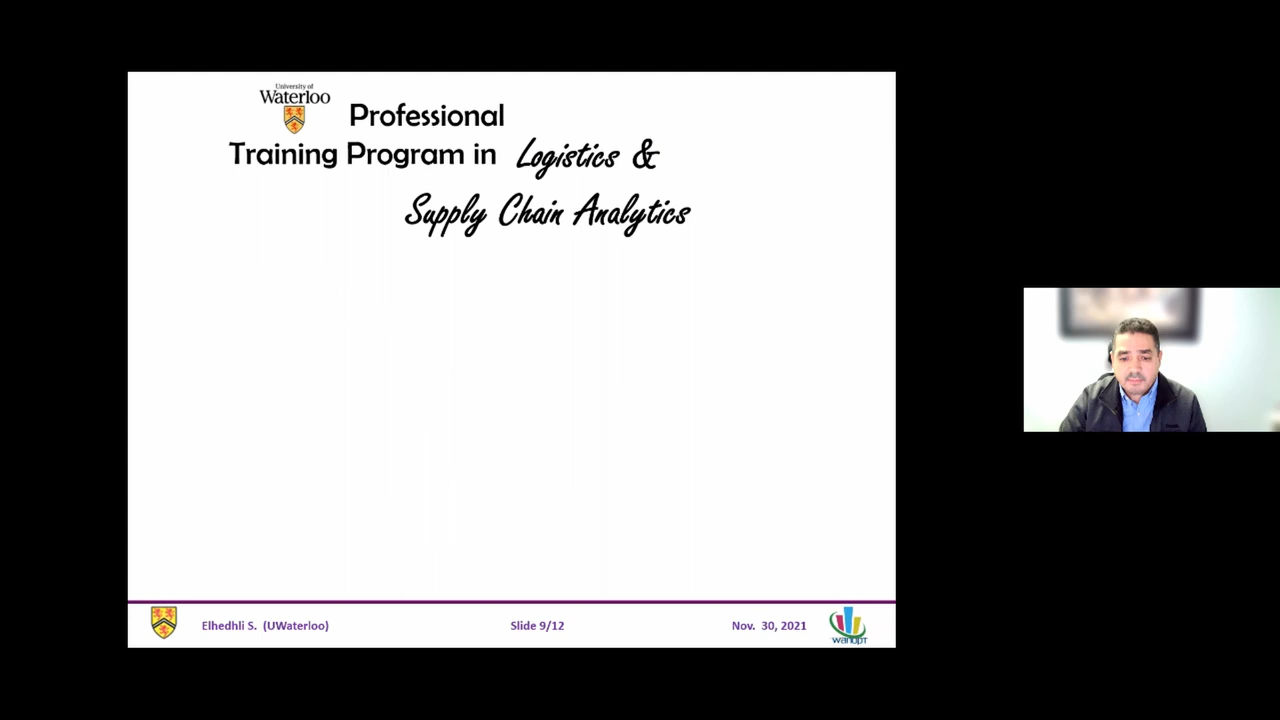 University of
Waterloo
Professional
Training Program in Logistics &
Supply Chain Analytics
Elhedhli S. (UWaterloo)
Slide 9/12
Nov. 30, 2021
wanopt